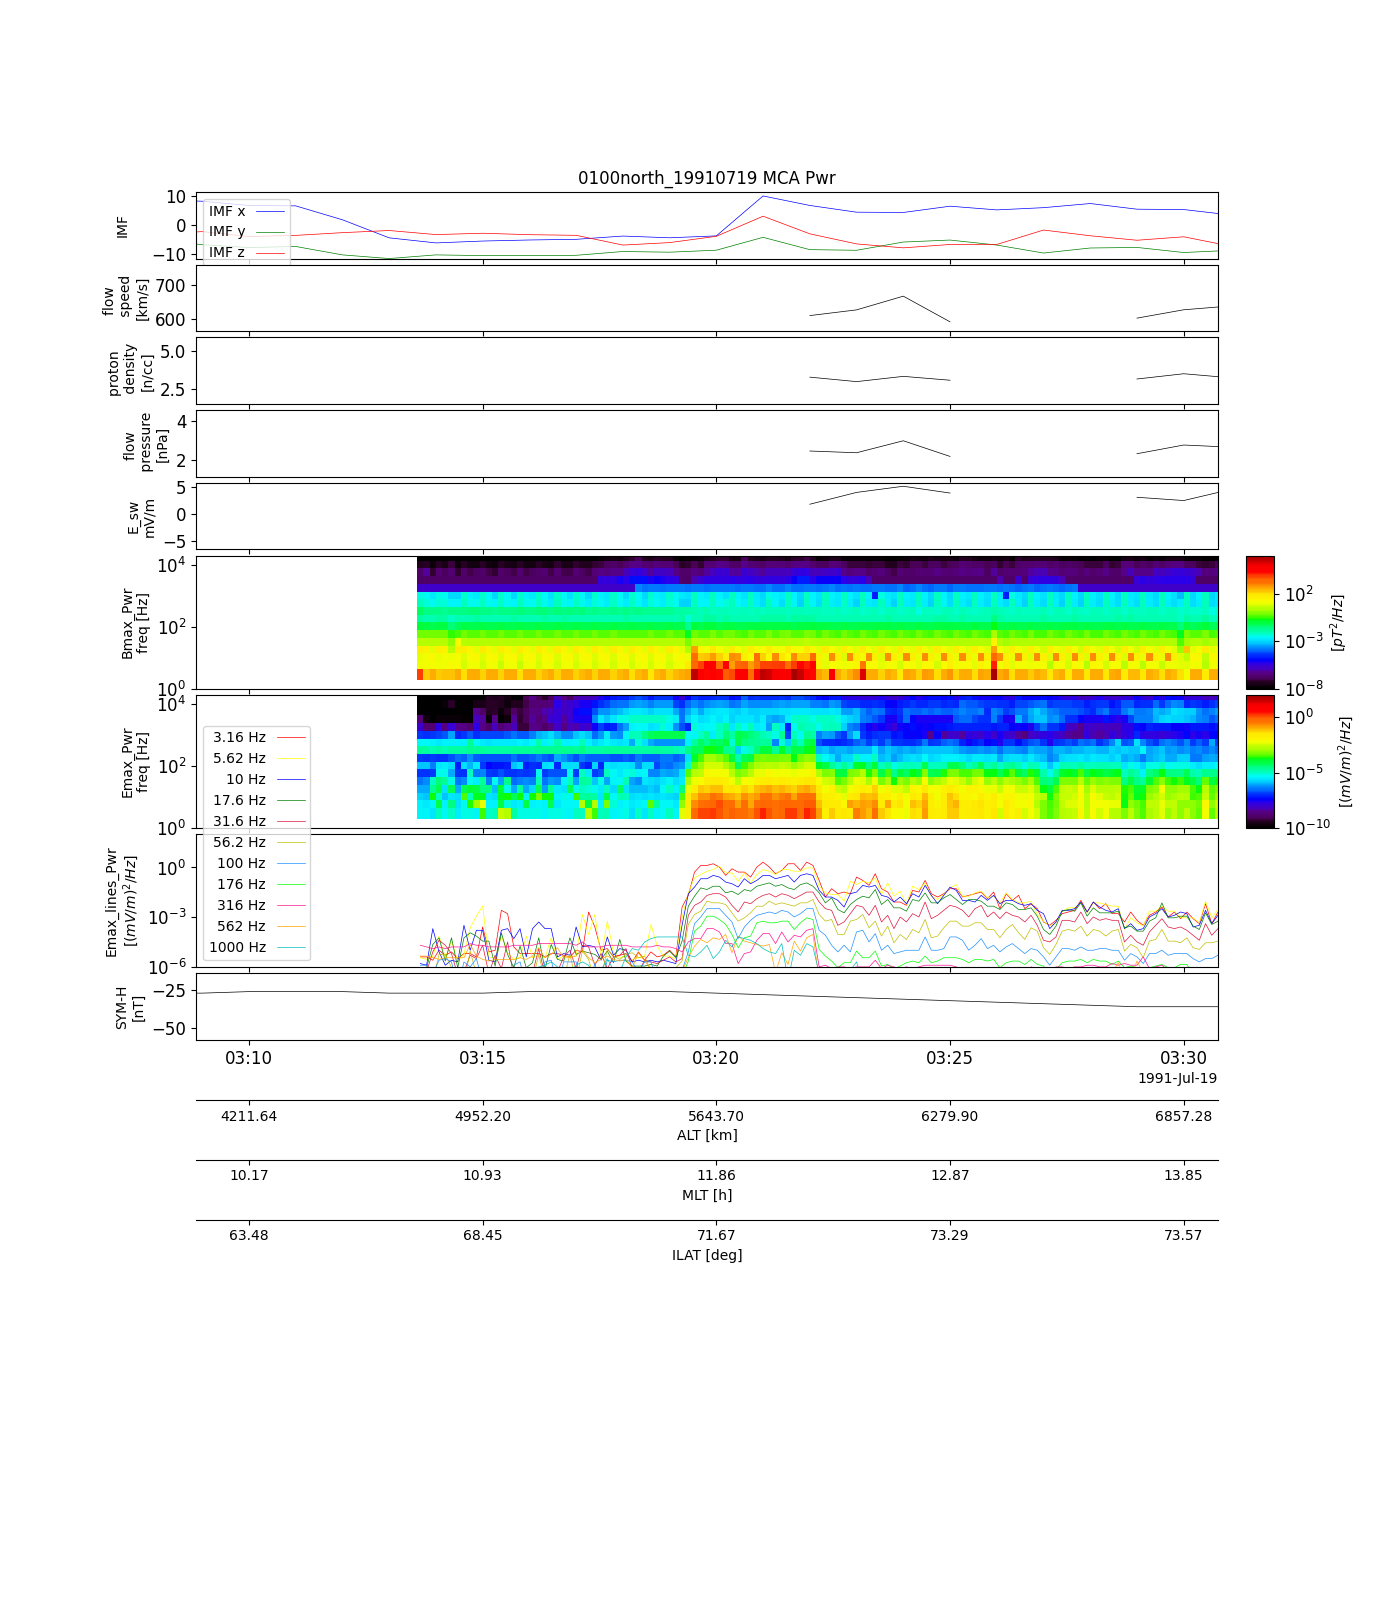 0100north_19910719 MCA Pwr
10
0
−10
IMF
IMF x
IMF y
IMF z
700
600
flow
speed
[km/s]
5.0
2.5
proton
density
[n/cc]
4
2
flow
pressure
[nPa]
5
0
−5
E_sw
mV/m
10^4
10^2
10^0
Bmax_Pwr
freq [Hz]
10^2
10^−3
10^−8
[pT^2/Hz]
10^4
10^2
10^0
Emax_Pwr
freq [Hz]
10^0
10^−5
10^−10
[(mV/m)^2/Hz]
3.16 Hz
5.62 Hz
10 Hz
17.6 Hz
31.6 Hz
56.2 Hz
100 Hz
176 Hz
316 Hz
562 Hz
1000 Hz
10^0
10^−3
10^−6
Emax_lines_Pwr
[(mV/m)^2/Hz]
−25
−50
SYM-H
[nT]
03:10 03:15 03:20 03:25 03:30
1991-Jul-19
4211.64 4952.20 5643.70 6279.90 6857.28
ALT [km]
10.17 10.93 11.86 12.87 13.85
MLT [h]
63.48 68.45 71.67 73.29 73.57
ILAT [deg]